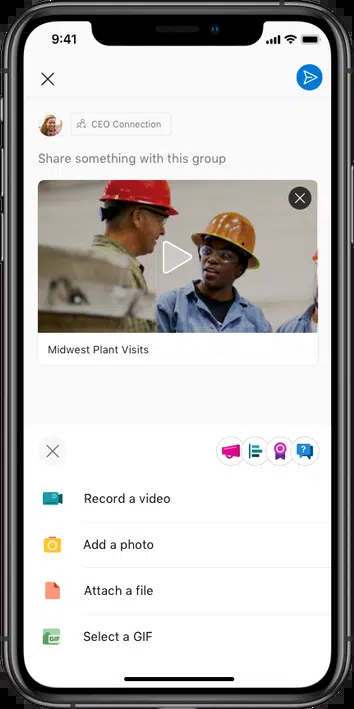 9:41
CEO Connection
Share something with this group
Midwest Plant Visits
?
Record a video
Add a photo
Attach a file
GIF
Select a GIF